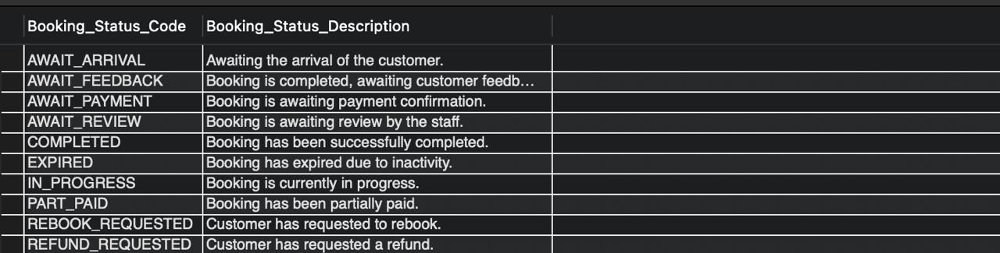 Booking_Status_Code Booking_Status_Description
AWAIT_ARRIVAL Awaiting the arrival of the customer.
AWAIT_FEEDBACK Booking is completed, awaiting customer feedb...
AWAIT_PAYMENT Booking is awaiting payment confirmation.
AWAIT_REVIEW Booking is awaiting review by the staff.
COMPLETED Booking has been successfully completed.
EXPIRED Booking has expired due to inactivity.
IN_PROGRESS Booking is currently in progress.
PART_PAID Booking has been partially paid.
REBOOK_REQUESTED Customer has requested to rebook.
REFUND_REQUESTED Customer has requested a refund.